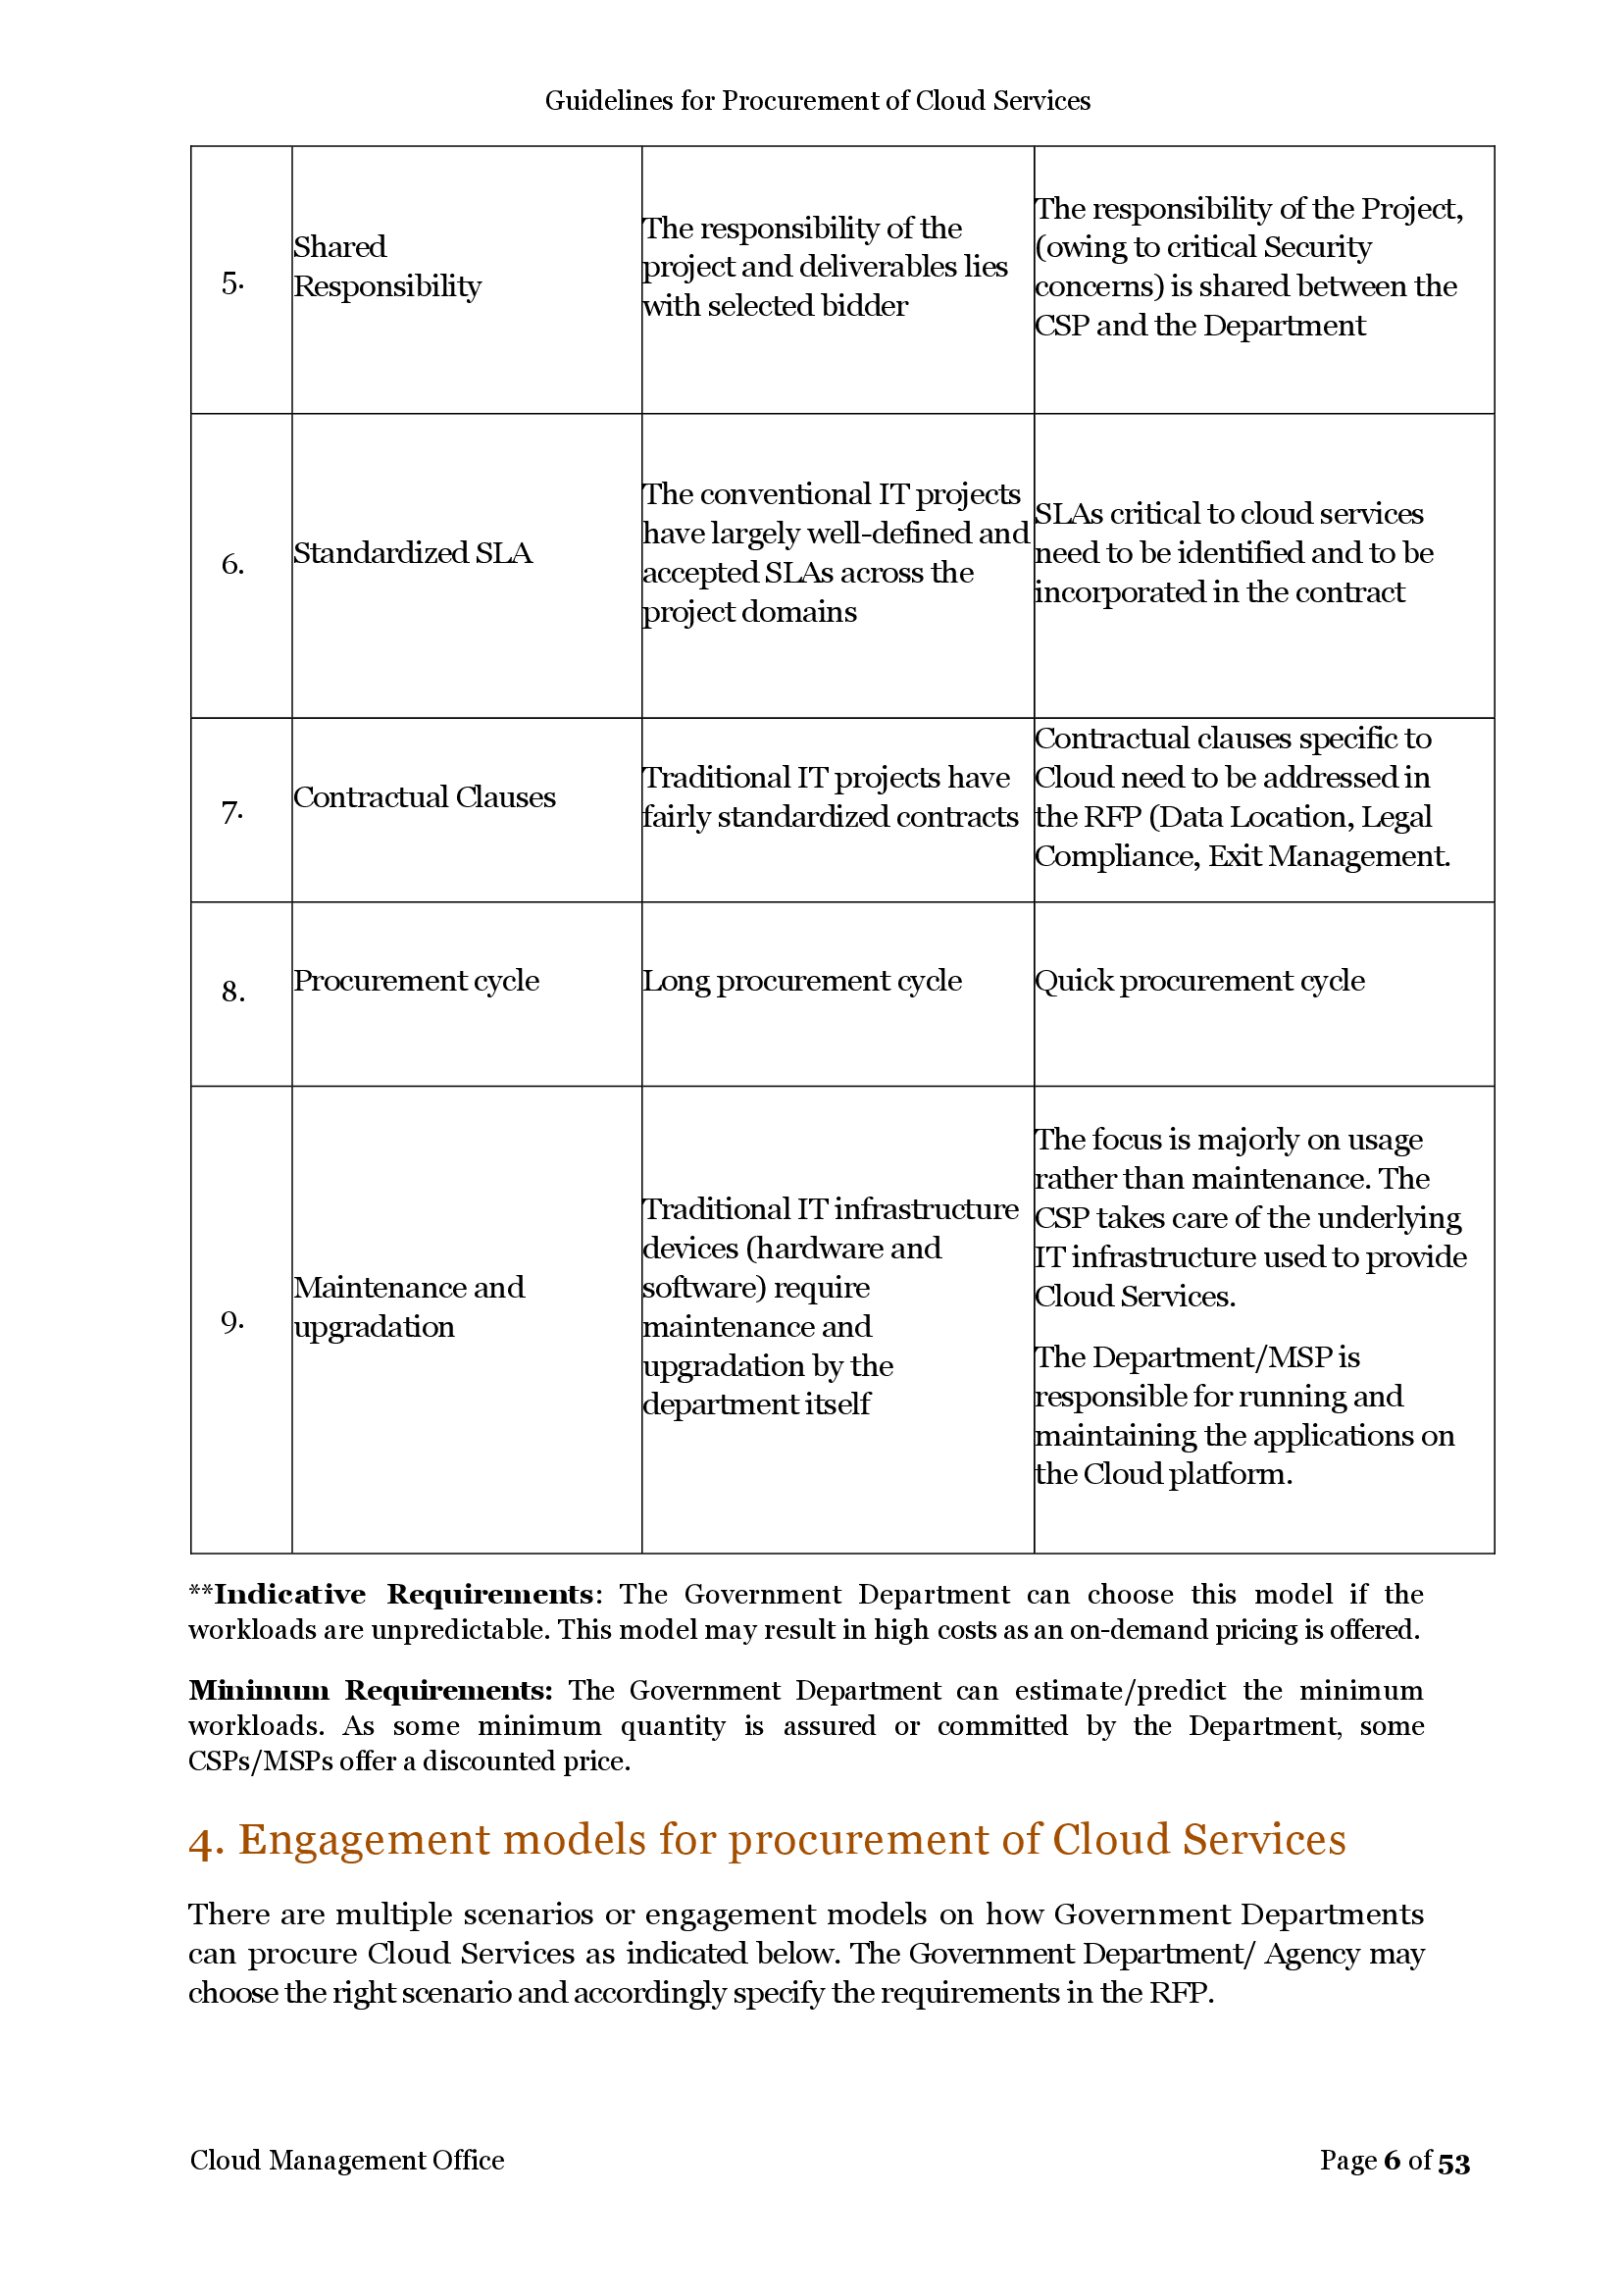 Guidelines for Procurement of Cloud Services
5.
Shared
Responsibility
The responsibility of the
project and deliverables lies
with selected bidder
The responsibility of the Project,
(owing to critical Security
concerns) is shared between the
CSP and the Department
6.
Standardized SLA
The conventional IT projects
have largely well-defined and
accepted SLAs across the
project domains
SLAs critical to cloud services
need to be identified and to be
incorporated in the contract
7.
Contractual Clauses
Traditional IT projects have
fairly standardized contracts
Contractual clauses specific to
Cloud need to be addressed in
the RFP (Data Location, Legal
Compliance, Exit Management.
8.
Procurement cycle
Long procurement cycle
Quick procurement cycle
9.
Maintenance and
upgradation
Traditional IT infrastructure
devices (hardware and
software) require
maintenance and
upgradation by the
department itself
The focus is majorly on usage
rather than maintenance. The
CSP takes care of the underlying
IT infrastructure used to provide
Cloud Services.
The Department/MSP is
responsible for running and
maintaining the applications on
the Cloud platform.
**Indicative Requirements: The Government Department can choose this model if the
workloads are unpredictable. This model may result in high costs as an on-demand pricing is offered.
Minimum Requirements: The Government Department can estimate/predict the minimum
workloads. As some minimum quantity is assured or committed by the Department, some
CSPs/MSPs offer a discounted price.
4. Engagement models for procurement of Cloud Services
There are multiple scenarios or engagement models on how Government Departments
can procure Cloud Services as indicated below. The Government Department/ Agency may
choose the right scenario and accordingly specify the requirements in the RFP.
Cloud Management Office
Page 6 of 53